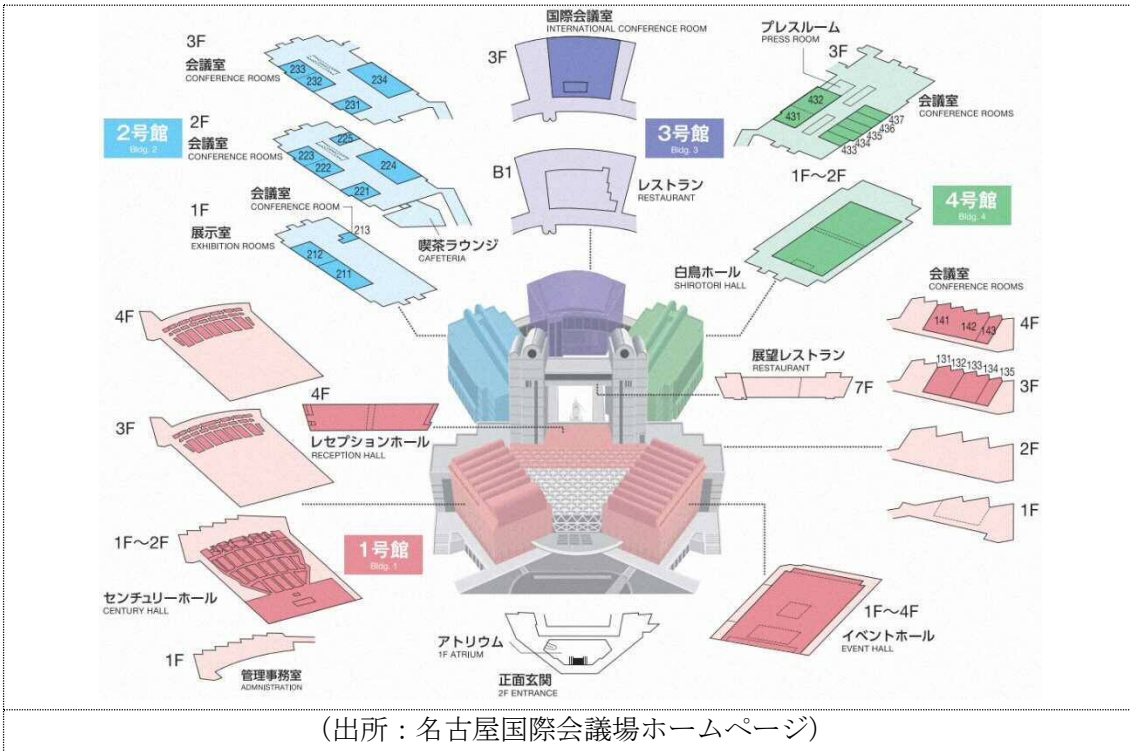 3F
会議室
CONFERENCE ROOMS
233
232
234
231
2号館
Bldg. 2
2F
会議室
CONFERENCE ROOMS
225
223
222
224
221
会議室
CONFERENCE ROOM
213
1F
展示室
EXHIBITION ROOMS
212
211
喫茶ラウンジ
CAFETERIA
国際会議室
INTERNATIONAL CONFERENCE ROOM
3F
3号館
Bldg. 3
B1
レストラン
RESTAURANT
プレスルーム
PRESS ROOM
3F
432
431
会議室
CONFERENCE ROOMS
437
436
435
434
433
1F～2F
4号館
Bldg. 4
白鳥ホール
SHIROTORI HALL
会議室
CONFERENCE ROOMS
141
142
143
4F
131
132
133
134
135
3F
2F
1F
展望レストラン
RESTAURANT
7F
4F
3F
4F
レセプションホール
RECEPTION HALL
1F～2F
1号館
Bldg. 1
センチュリーホール
CENTURY HALL
1F
管理事務室
ADMNISTRATION
アトリウム
1F ATRIUM
正面玄関
2F ENTRANCE
1F～4F
イベントホール
EVENT HALL
（出所：名古屋国際会議場ホームページ）